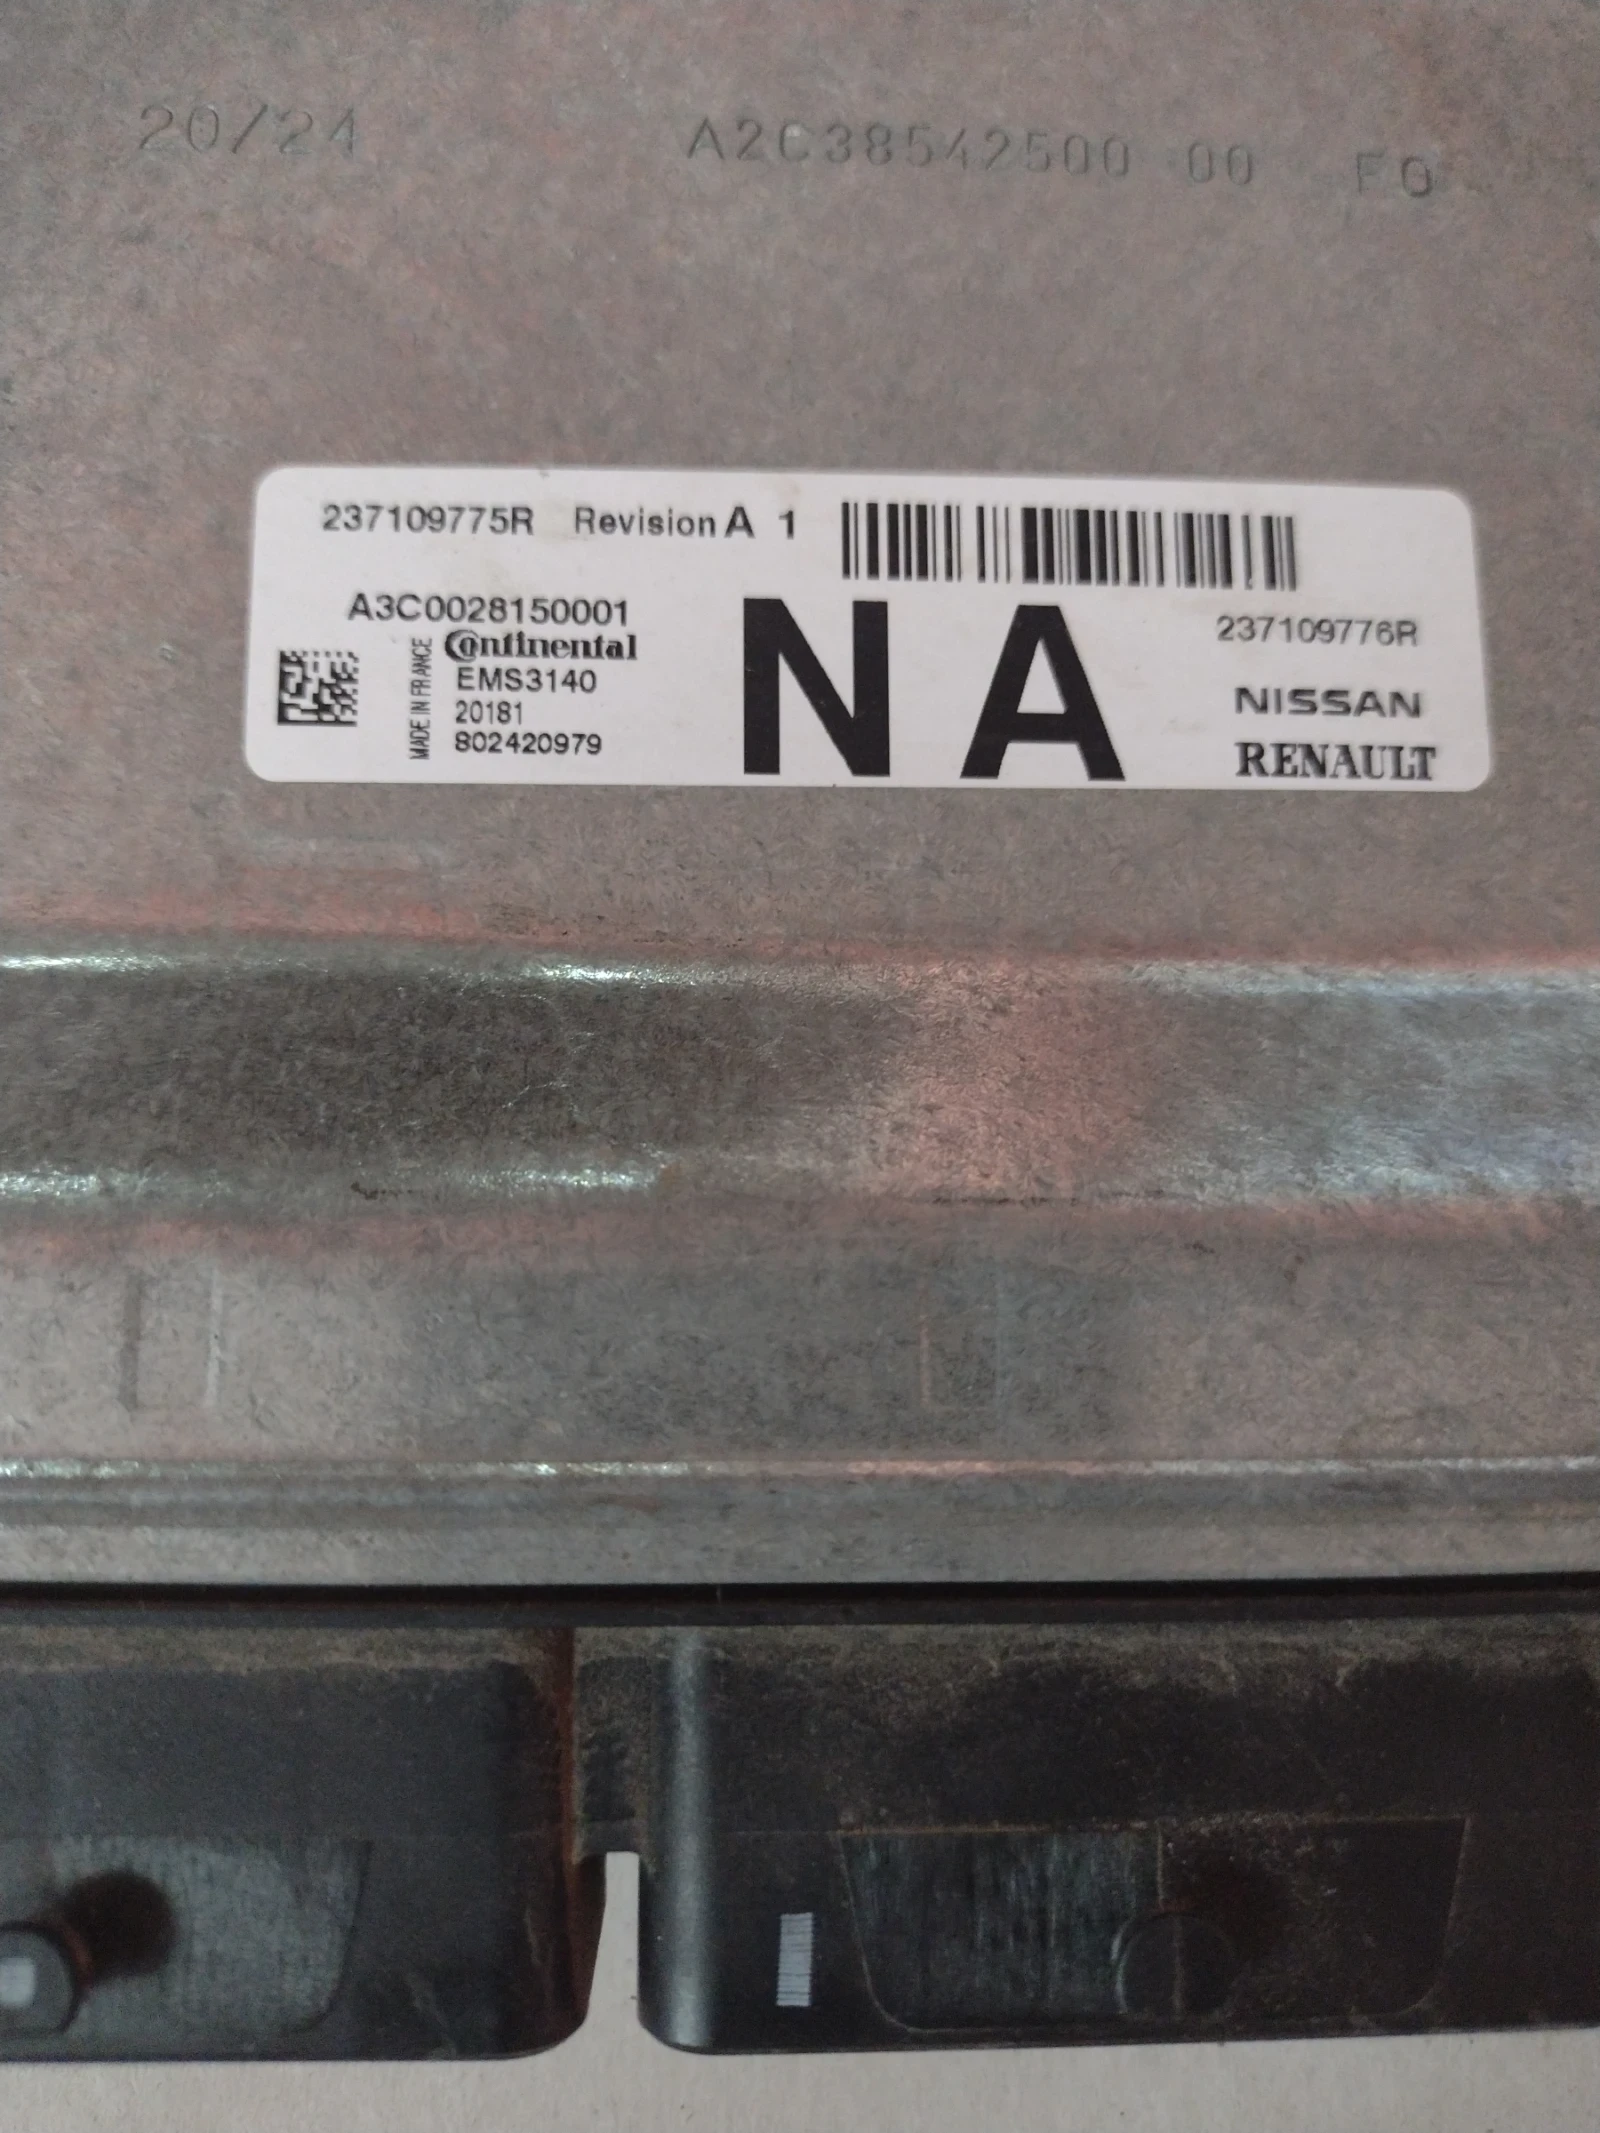 20/24 A2C38542500 00 F0
237109775R Revision A 1
A3C0028150001
Continental
MADE IN FRANCE
EMS3140
20181
802420979
NA
237109776R
NISSAN
RENAULT